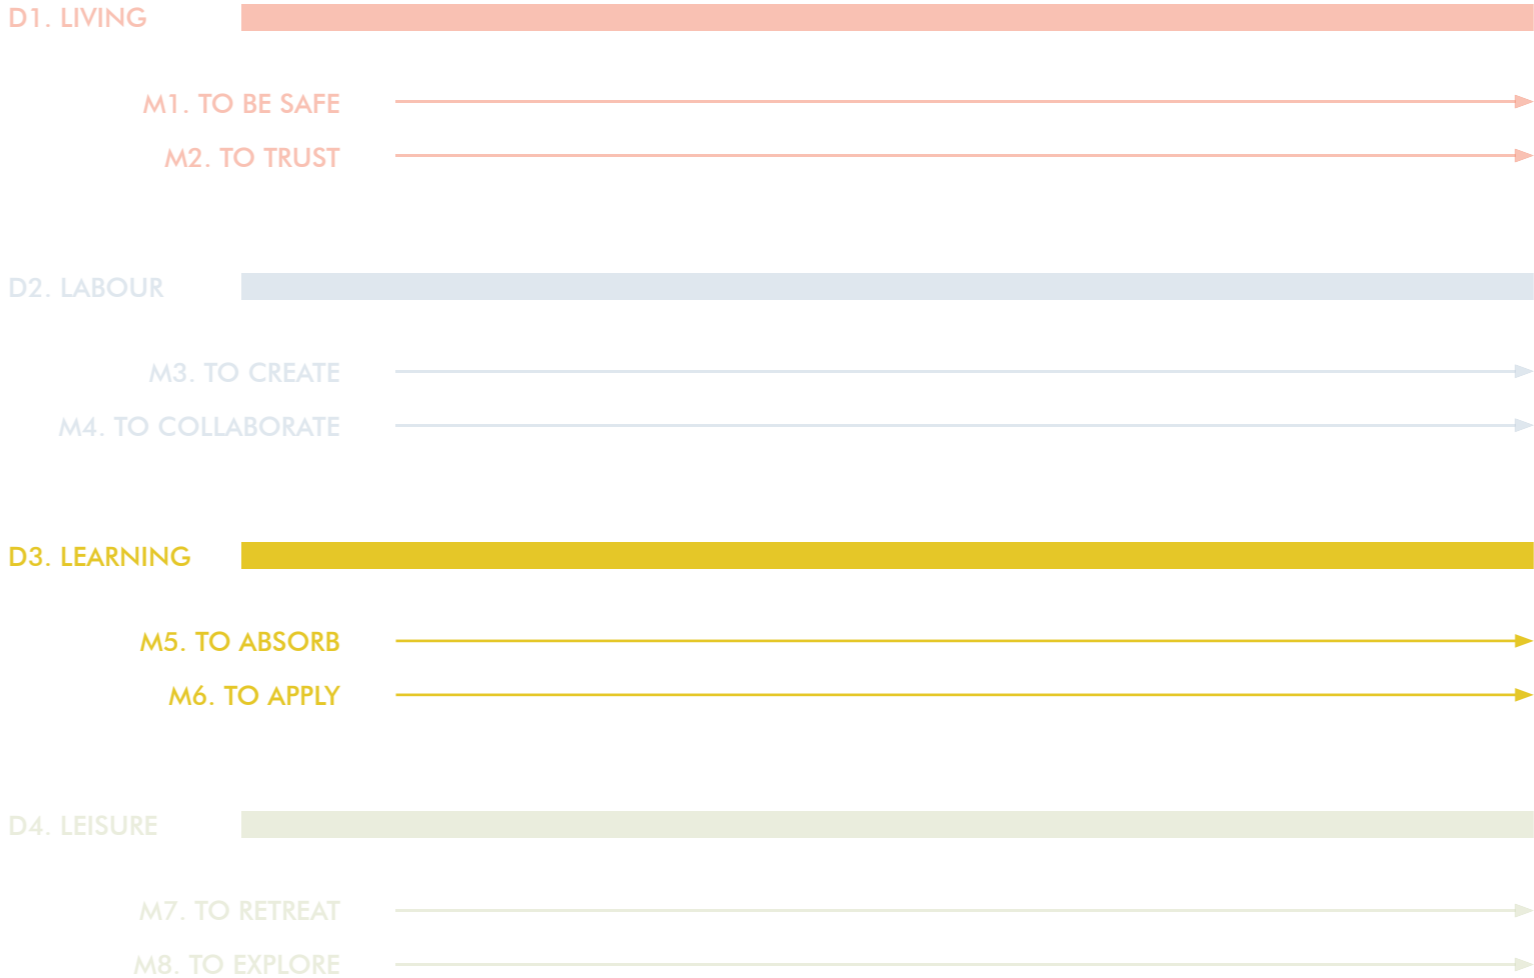 D1. LIVING
M1. TO BE SAFE
M2. TO TRUST
D2. LABOUR
M3. TO CREATE
M4. TO COLLABORATE
D3. LEARNING
M5. TO ABSORB
M6. TO APPLY
D4. LEISURE
M7. TO RETREAT
M8. TO EXPLORE